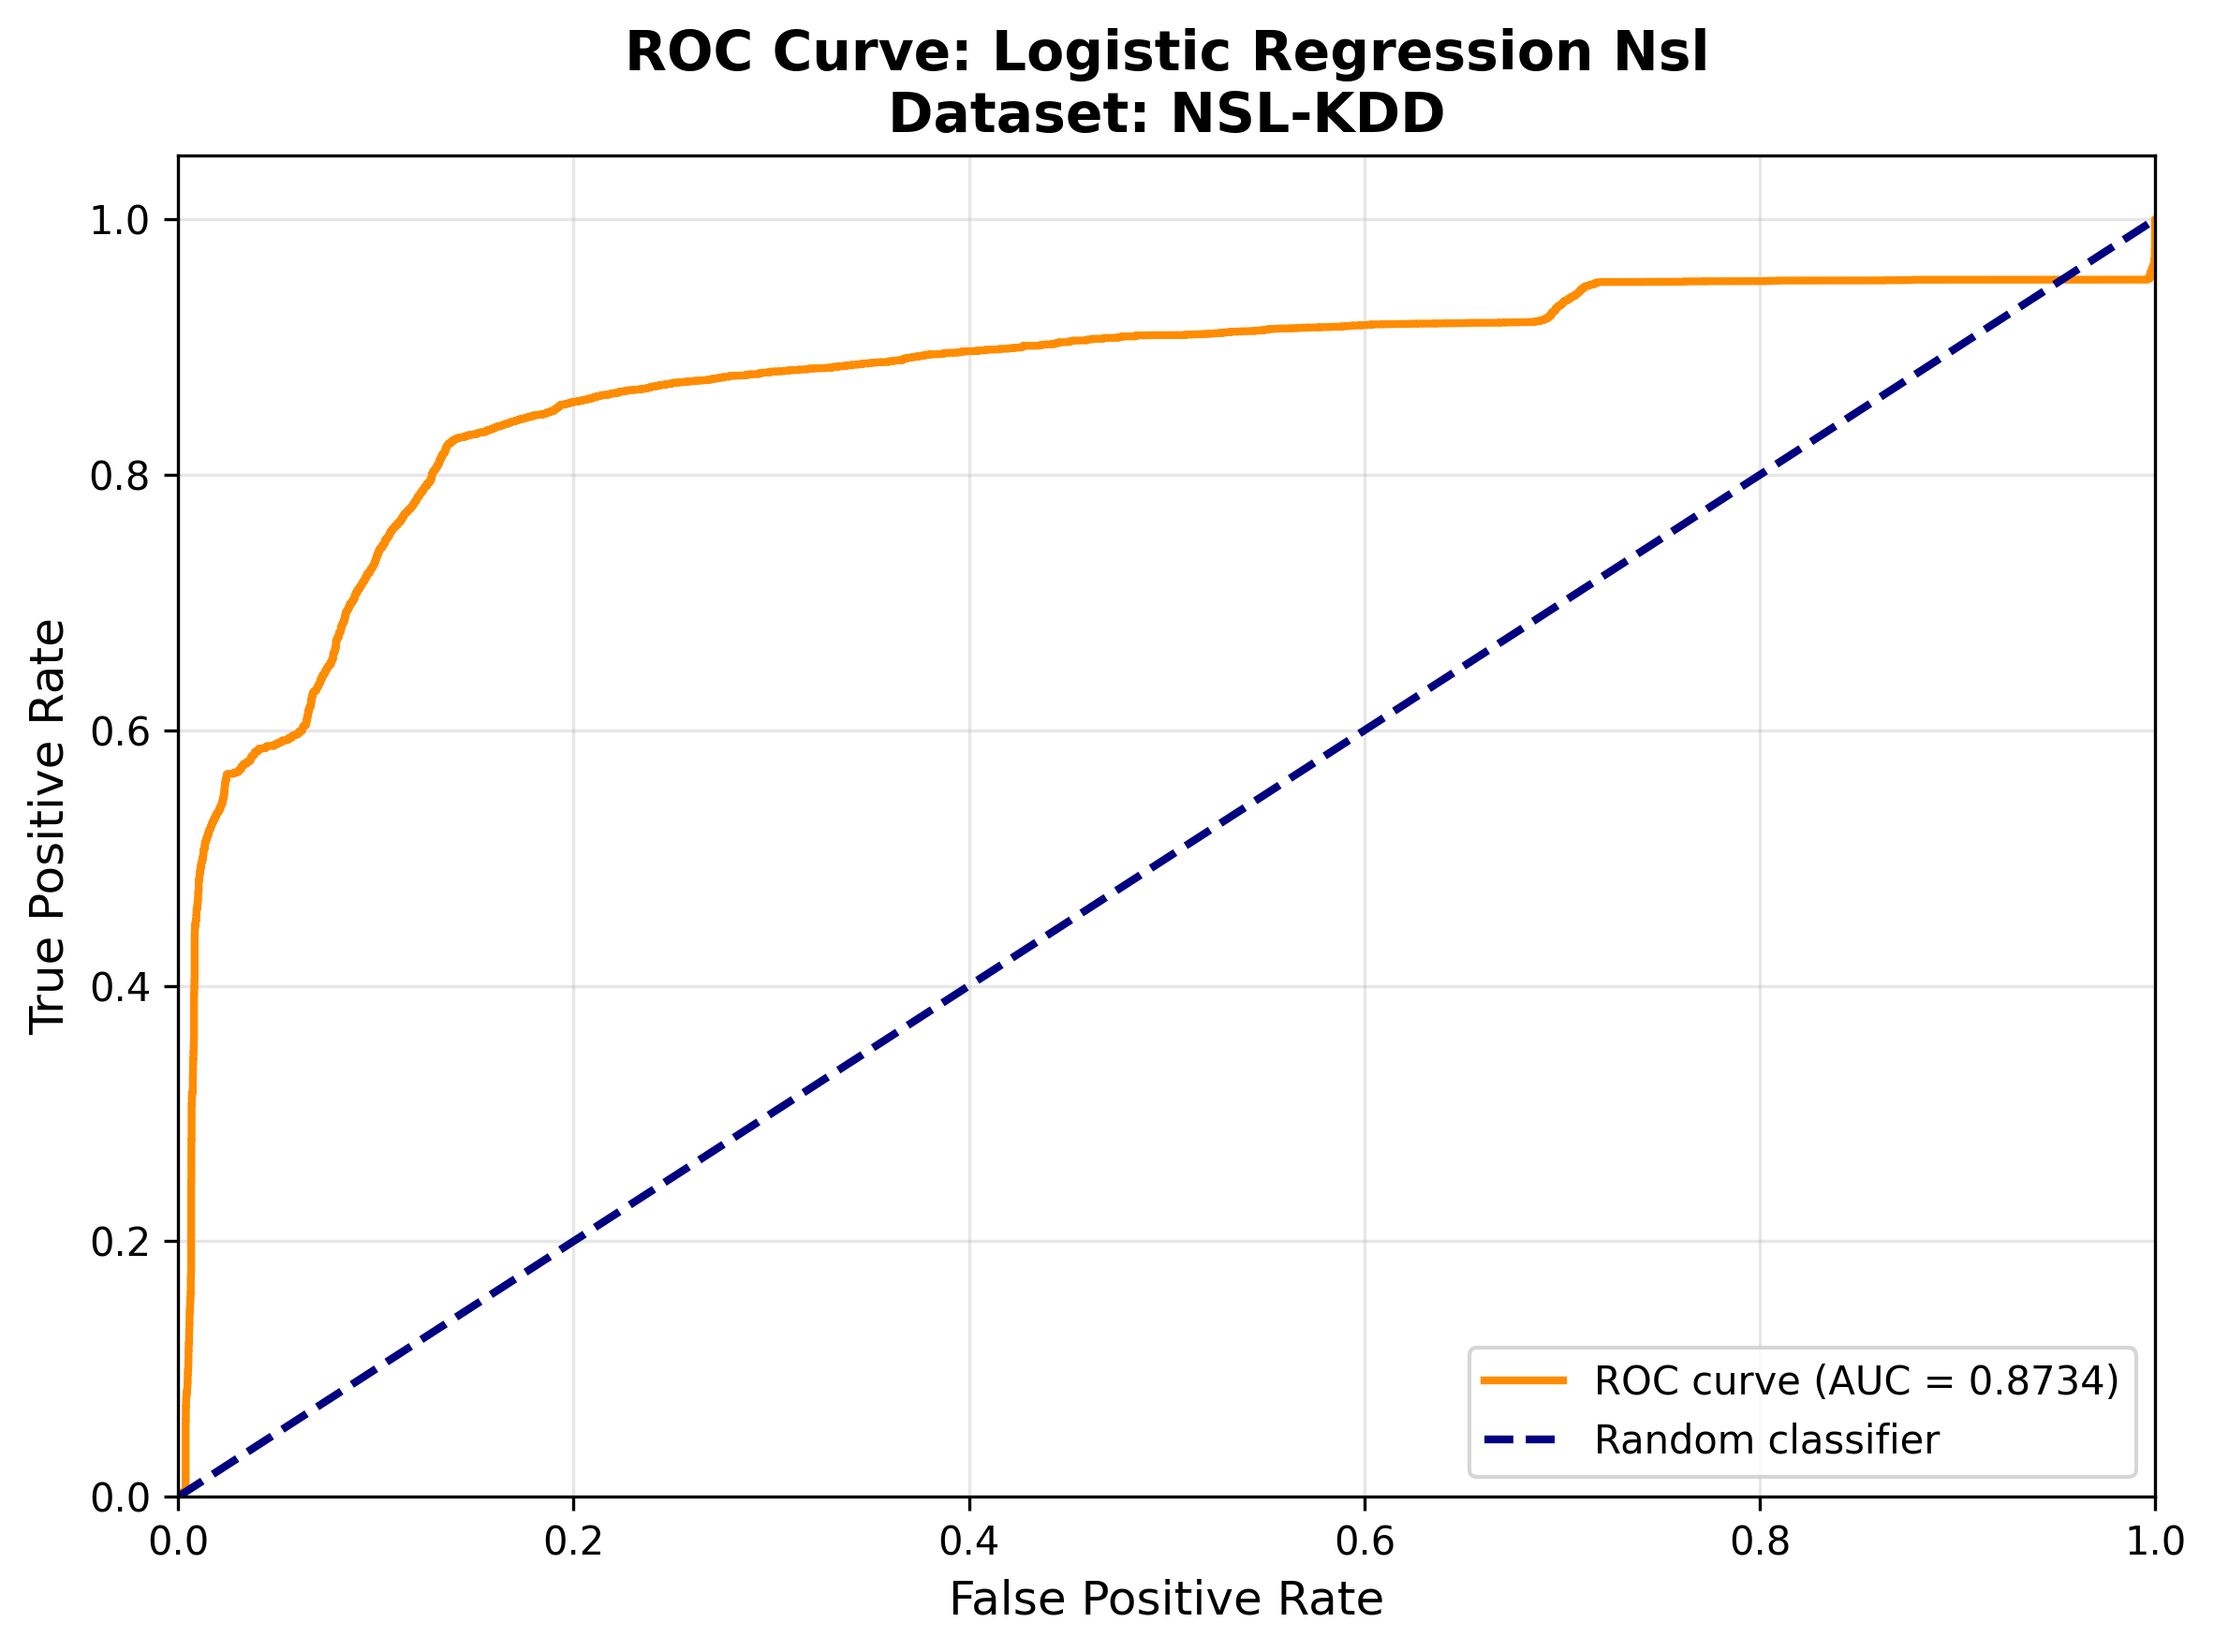 ROC Curve: Logistic Regression Nsl
Dataset: NSL-KDD
True Positive Rate
1.0
0.8
0.6
0.4
0.2
0.0
0.0 0.2 0.4 0.6 0.8 1.0
False Positive Rate
ROC curve (AUC = 0.8734)
Random classifier